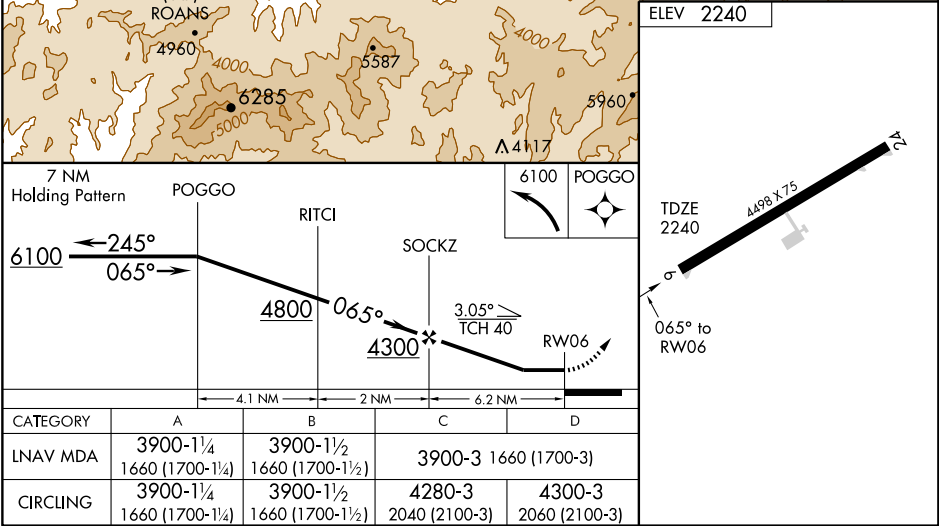 ROANS
4960
4000
5587
4000
6285
5000
5960
4117
ELEV 2240
7 NM
Holding Pattern
POGGO
RITCI
SOCKZ
6100
POGGO
6100
245°
065°
4800
065°
4300
3.05°
TCH 40
RW06
4.1 NM
2 NM
6.2 NM
TDZE
2240
4498 X 75
24
6
065° to
RW06
CATEGORY A B C D
LNAV MDA 3900-1¼ 3900-1½ 3900-3 1660 (1700-3)
1660 (1700-1¼) 1660 (1700-1½)
CIRCLING 3900-1¼ 3900-1½ 4280-3 4300-3
1660 (1700-1¼) 1660 (1700-1½) 2040 (2100-3) 2060 (2100-3)